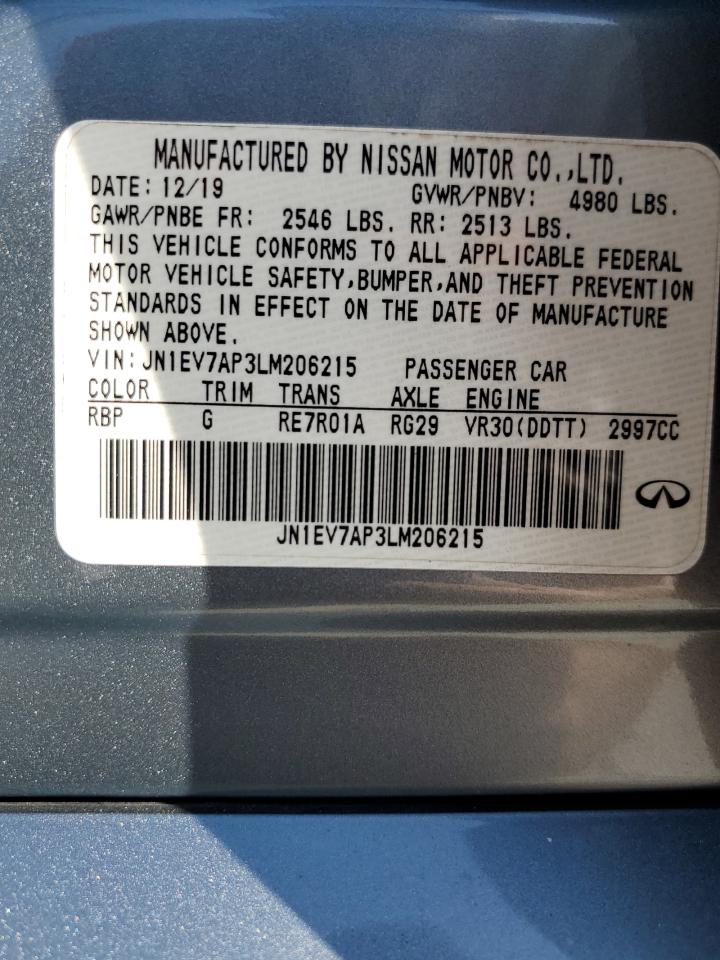 MANUFACTURED BY NISSAN MOTOR CO.,LTD.
DATE: 12/19 GVWR/PNBV: 4980 LBS.
GAWR/PNBE FR: 2546 LBS. RR: 2513 LBS.
THIS VEHICLE CONFORMS TO ALL APPLICABLE FEDERAL
MOTOR VEHICLE SAFETY,BUMPER,AND THEFT PREVENTION
STANDARDS IN EFFECT ON THE DATE OF MANUFACTURE
SHOWN ABOVE.
VIN:JN1EV7AP3LM206215 PASSENGER CAR
COLOR TRIM TRANS AXLE ENGINE
RBP G RE7R01A RG29 VR30(DDTT) 2997CC
JN1EV7AP3LM206215